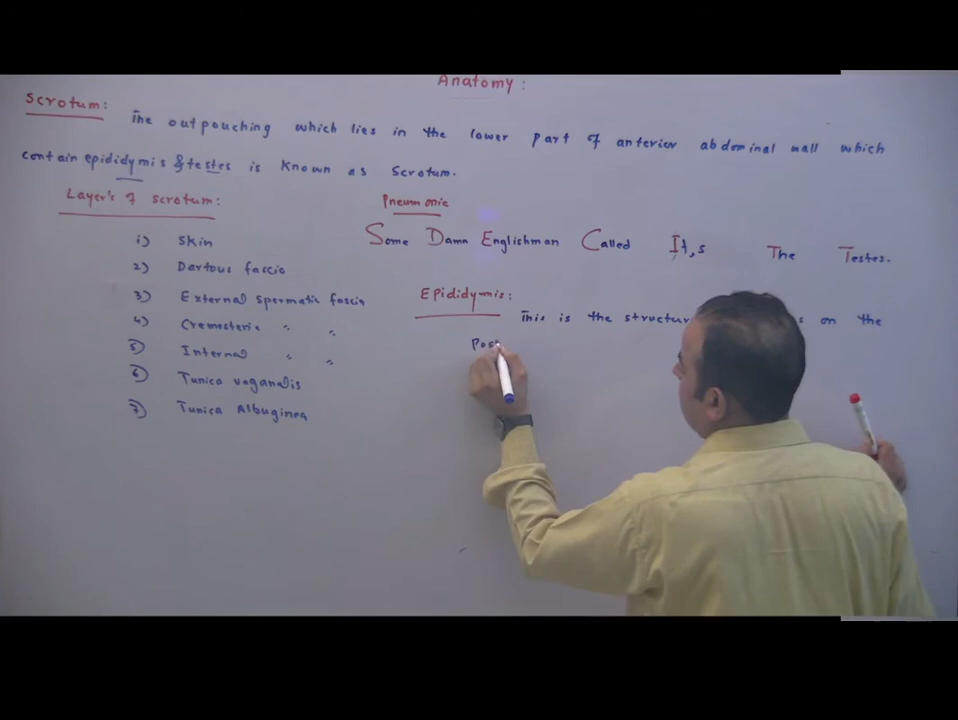 Anatomy:
Scrotum: The outpouching which lies in the lower part of anterior abdominal wall which
contain epididymis & testes is known as scrotum.
Layer's of scrotum:
1) Skin
2) Dartous fascia
3) External spermatic fascia
4) Cremesteric " "
5) Internal " "
6) Tunica vaganalis
7) Tunica Albuginea
Pneumonic
Some Damn Englishman Called It,s The Testes.
Epididymis: This is the structure on the
Pos